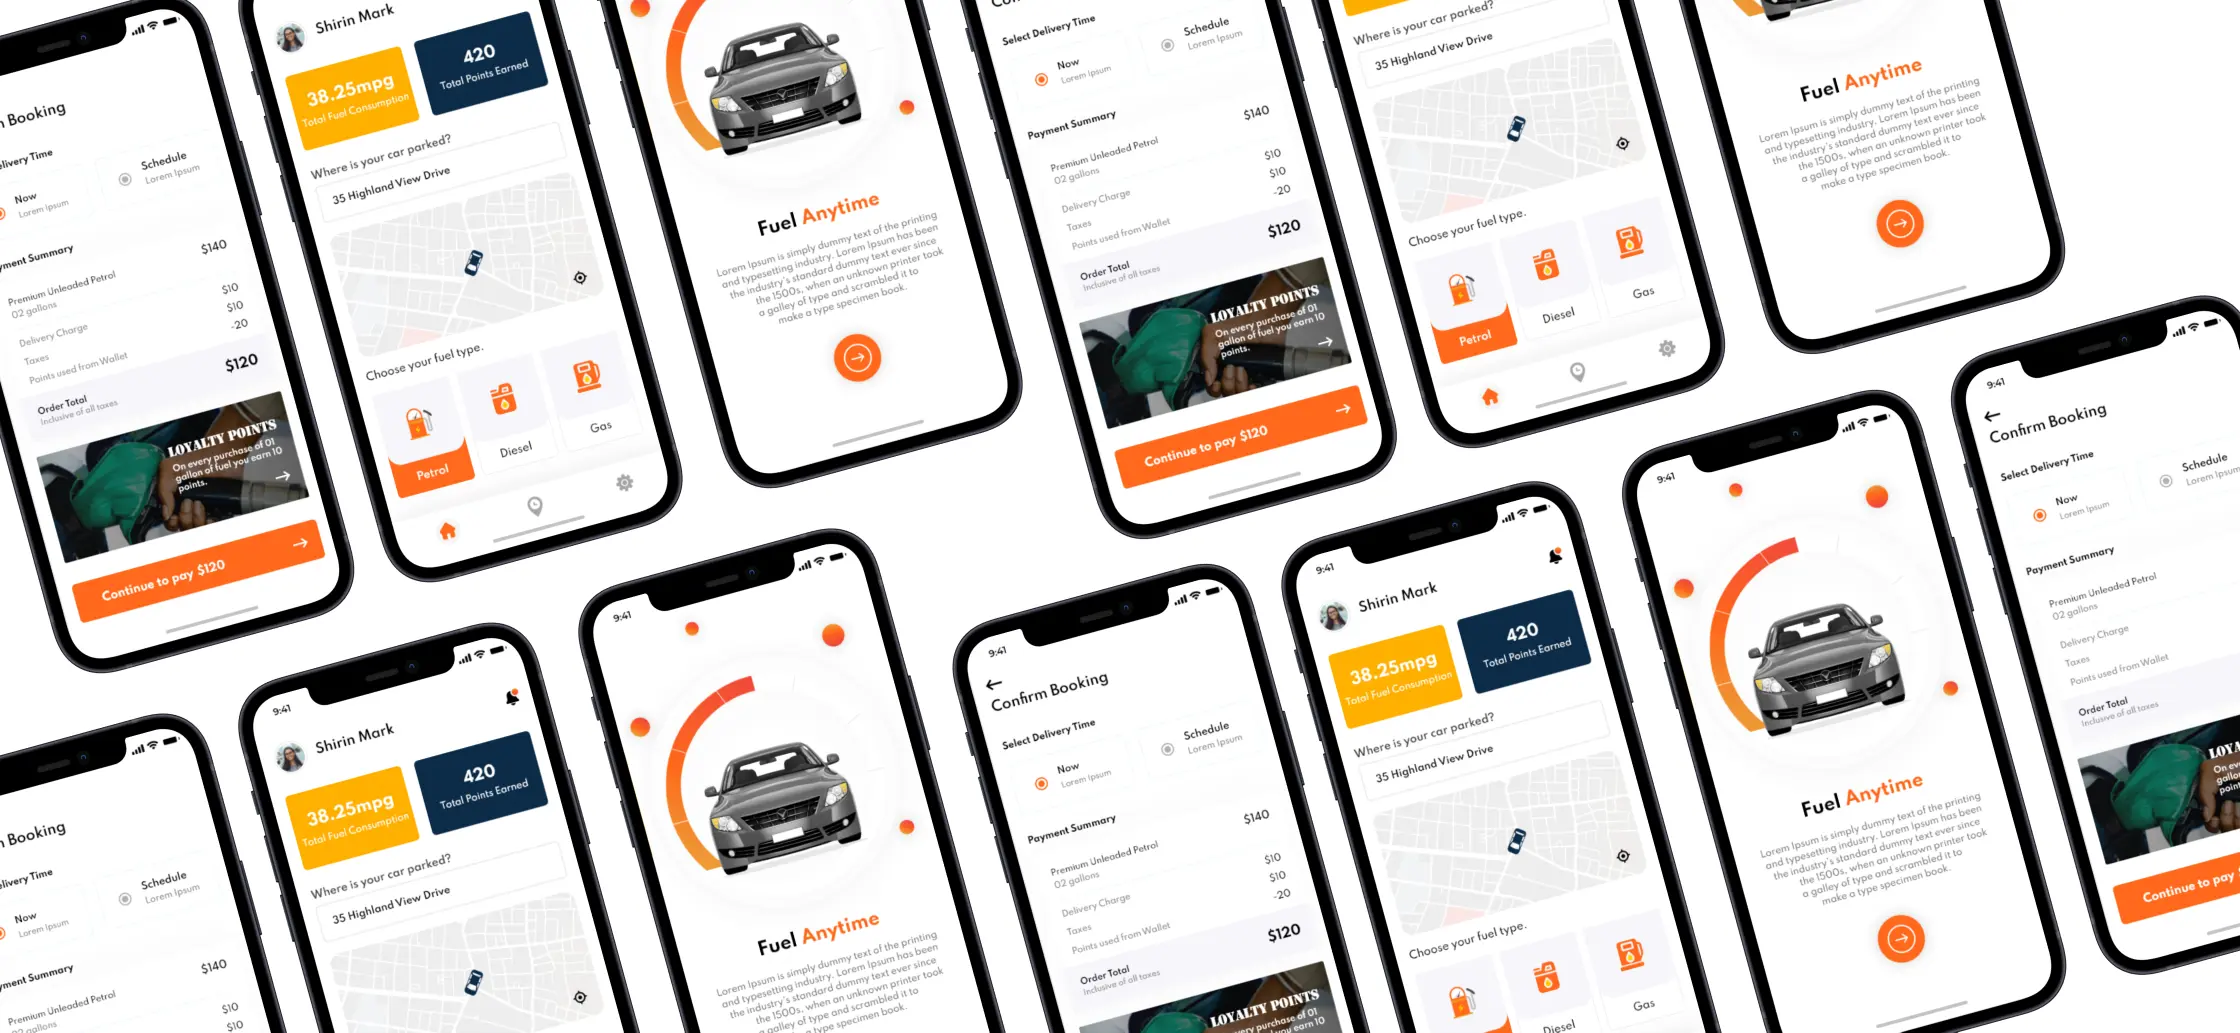 n Booking
elivery Time
Now
Lorem Ipsum
Schedule
Lorem Ipsum
yment Summary
$140
Premium Unleaded Petrol
02 gallons
$10
Delivery Charge
$10
Taxes
-20
Points used from Wallet
$120
Order Total
Inclusive of all taxes
LOYALTY POINTS
On every purchase of 01
gallon of fuel you earn 10
points.
Continue to pay $120
Shirin Mark
38.25mpg
Total Fuel Consumption
420
Total Points Earned
Where is your car parked?
35 Highland View Drive
Choose your fuel type.
Petrol
Diesel
Gas
Fuel Anytime
Lorem Ipsum is simply dummy text of the printing
and typesetting industry. Lorem Ipsum has been
the industry's standard dummy text ever since
the 1500s, when an unknown printer took
a galley of type and scrambled it to
make a type specimen book.
Select Delivery Time
Now
Lorem Ipsum
Schedule
Lorem Ipsum
Payment Summary
$140
Premium Unleaded Petrol
02 gallons
$10
Delivery Charge
$10
Taxes
-20
Points used from Wallet
$120
Order Total
Inclusive of all taxes
LOYALTY POINTS
On every purchase of 01
gallon of fuel you earn 10
points.
Continue to pay $120
Where is your car parked?
35 Highland View Drive
Choose your fuel type.
Petrol
Diesel
Gas
Fuel Anytime
Lorem Ipsum is simply dummy text of the printing
and typesetting industry. Lorem Ipsum has been
the industry's standard dummy text ever since
the 1500s, when an unknown printer took
a galley of type and scrambled it to
make a type specimen book.
n Booking
elivery Time
Now
Lorem Ipsum
Schedule
Lorem Ipsum
yment Summary
$140
Premium Unleaded Petrol
02 gallons
$10
$10
9:41
Shirin Mark
38.25mpg
Total Fuel Consumption
420
Total Points Earned
Where is your car parked?
35 Highland View Drive
9:41
Fuel Anytime
Lorem Ipsum is simply dummy text of the printing
and typesetting industry. Lorem Ipsum has been
the industry's standard dummy text ever since
the 1500s, when an unknown printer took
a galley of type and scrambled it to
a type specimen book.
9:41
Confirm Booking
Select Delivery Time
Now
Lorem Ipsum
Schedule
Lorem Ipsum
Payment Summary
$140
Premium Unleaded Petrol
02 gallons
$10
Delivery Charge
$10
Taxes
-20
Points used from Wallet
$120
Order Total
Inclusive of all taxes
LOYALTY POINTS
every purchase of 01
of fuel you earn 10
9:41
Shirin Mark
38.25mpg
Total Fuel Consumption
420
Total Points Earned
Where is your car parked?
35 Highland View Drive
Choose your fuel type.
Diesel
Gas
9:41
Fuel Anytime
Lorem Ipsum is simply dummy text of the printing
and typesetting industry. Lorem Ipsum has been
the industry's standard dummy text ever since
the 1500s, when an unknown printer took
a galley of type and scrambled it to
make a type specimen book.
9:41
Confirm Booking
Select Delivery Time
Now
Lorem Ipsum
Schedule
Lorem Ipsum
Payment Summary
Premium Unleaded Petrol
02 gallons
Delivery Charge
Taxes
Points used from Wallet
Order Total
Inclusive of all taxes
On eve
gallo
point
Continue to pay